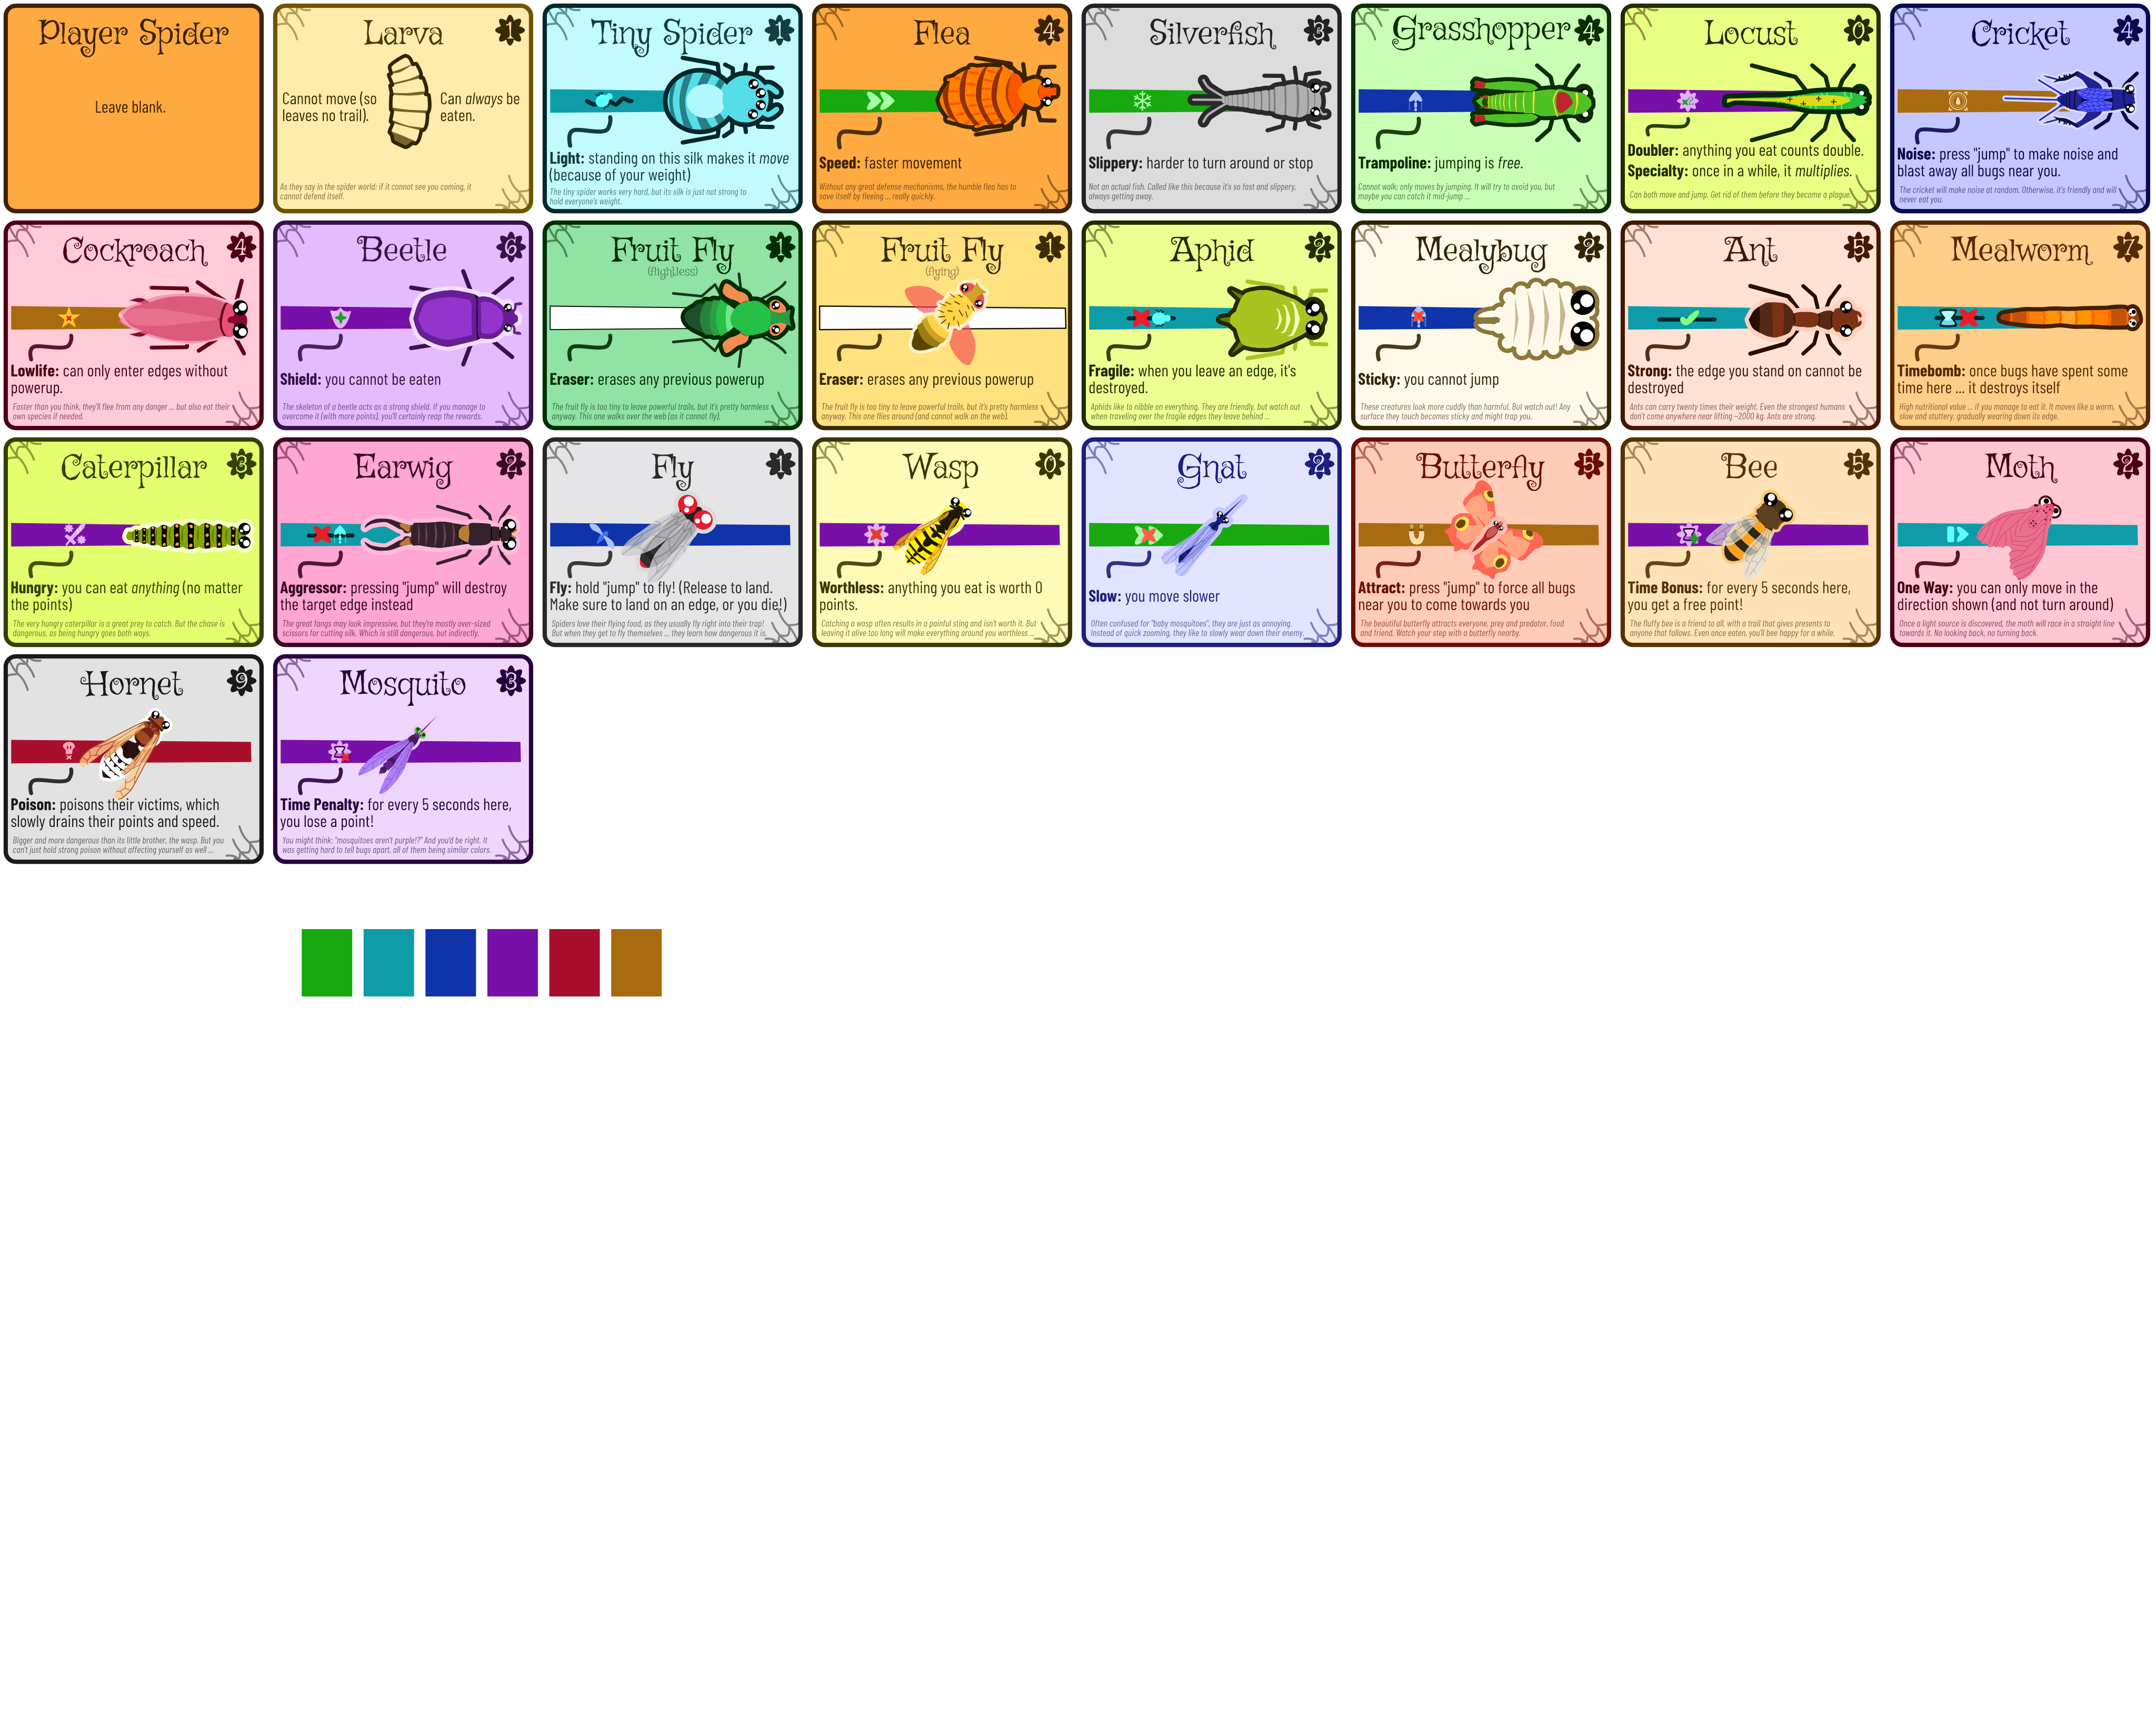 Player Spider
Leave blank.
Larva
1
Cannot move (so
leaves no trail).
Can always be
eaten.
As they say in the spider world: if it cannot see you coming, it
cannot defend itself.
Tiny Spider
1
Light: standing on this silk makes it move
(because of your weight)
The tiny spider works very hard, but its silk is just not strong to
hold everyone's weight.
Flea
4
Speed: faster movement
Without any great defense mechanisms, the humble flea has to
save itself by fleeing ... really quickly.
Silverfish
3
Slippery: harder to turn around or stop
Not an actual fish. Called like this because it's so fast and slippery,
always getting away.
Grasshopper
4
Trampoline: jumping is free.
Cannot walk; only moves by jumping. It will try to avoid you, but
maybe you can catch it mid-jump ...
Locust
0
Doubler: anything you eat counts double.
Specialty: once in a while, it multiplies.
Can both move and jump. Get rid of them before they become a plague.
Cricket
4
Noise: press "jump" to make noise and
blast away all bugs near you.
The cricket will make noise at random. Otherwise, it's friendly and will
never eat you.
Cockroach
4
Lowlife: can only enter edges without
powerup.
Faster than you think, they'll flee from any danger ... but also eat their
own species if needed.
Beetle
6
Shield: you cannot be eaten
The skeleton of a beetle acts as a strong shield. If you manage to
overcome it (with more points), you'll certainly reap the rewards.
Fruit Fly
(flightless)
1
Eraser: erases any previous powerup
The fruit fly is too tiny to leave powerful trails, but it's pretty harmless
anyway. This one walks over the web (as it cannot fly).
Fruit Fly
(flying)
1
Eraser: erases any previous powerup
The fruit fly is too tiny to leave powerful trails, but it's pretty harmless
anyway. This one flies around (and cannot walk on the web).
Aphid
2
Fragile: when you leave an edge, it's
destroyed.
Aphids like to nibble on everything. They are friendly, but watch out
when traveling over the fragile edges they leave behind ...
Mealybug
2
Sticky: you cannot jump
These creatures look more cuddly than harmful. But watch out! Any
surface they touch becomes sticky and might trap you.
Ant
5
Strong: the edge you stand on cannot be
destroyed
Ants can carry twenty times their weight. Even the strongest humans
don't come anywhere near lifting ~2000 kg. Ants are strong.
Mealworm
7
Timebomb: once bugs have spent some
time here ... it destroys itself
High nutritional value ... if you manage to eat it. It moves like a worm,
slow and stuttery, gradually wearing down its edge.
Caterpillar
3
Hungry: you can eat anything (no matter
the points)
The very hungry caterpillar is a great prey to catch. But the chase is
dangerous, as being hungry goes both ways.
Earwig
2
Aggressor: pressing "jump" will destroy
the target edge instead
The great fangs may look impressive, but they're mostly over-sized
scissors for cutting silk. Which is still dangerous, but indirectly.
Fly
1
Fly: hold "jump" to fly! (Release to land.
Make sure to land on an edge, or you die!)
Spiders love their flying food, as they usually fly right into their trap!
But when they get to fly themselves ... they learn how dangerous it is.
Wasp
0
Worthless: anything you eat is worth 0
points.
Catching a wasp often results in a painful sting and isn't worth it. But
leaving it alive too long will make everything around you worthless ...
Gnat
2
Slow: you move slower
Often confused for "baby mosquitoes", they are just as annoying.
Instead of quick zooming, they like to slowly wear down their enemy.
Butterfly
5
Attract: press "jump" to force all bugs
near you to come towards you
The beautiful butterfly attracts everyone, prey and predator, food
and friend. Watch your step with a butterfly nearby.
Bee
5
Time Bonus: for every 5 seconds here,
you get a free point!
The fluffy bee is a friend to all, with a trail that gives presents to
anyone that follows. Even once eaten, you'll bee happy for a while.
Moth
2
One Way: you can only move in the
direction shown (and not turn around)
Once a light source is discovered, the moth will race in a straight line
towards it. No looking back, no turning back.
Hornet
9
Poison: poisons their victims, which
slowly drains their points and speed.
Bigger and more dangerous than its little brother, the wasp. But you
can't just hold strong poison without affecting yourself as well ...
Mosquito
3
Time Penalty: for every 5 seconds here,
you lose a point!
You might think: "mosquitoes aren't purple!?" And you'd be right. It
was getting hard to tell bugs apart, all of them being similar colors.